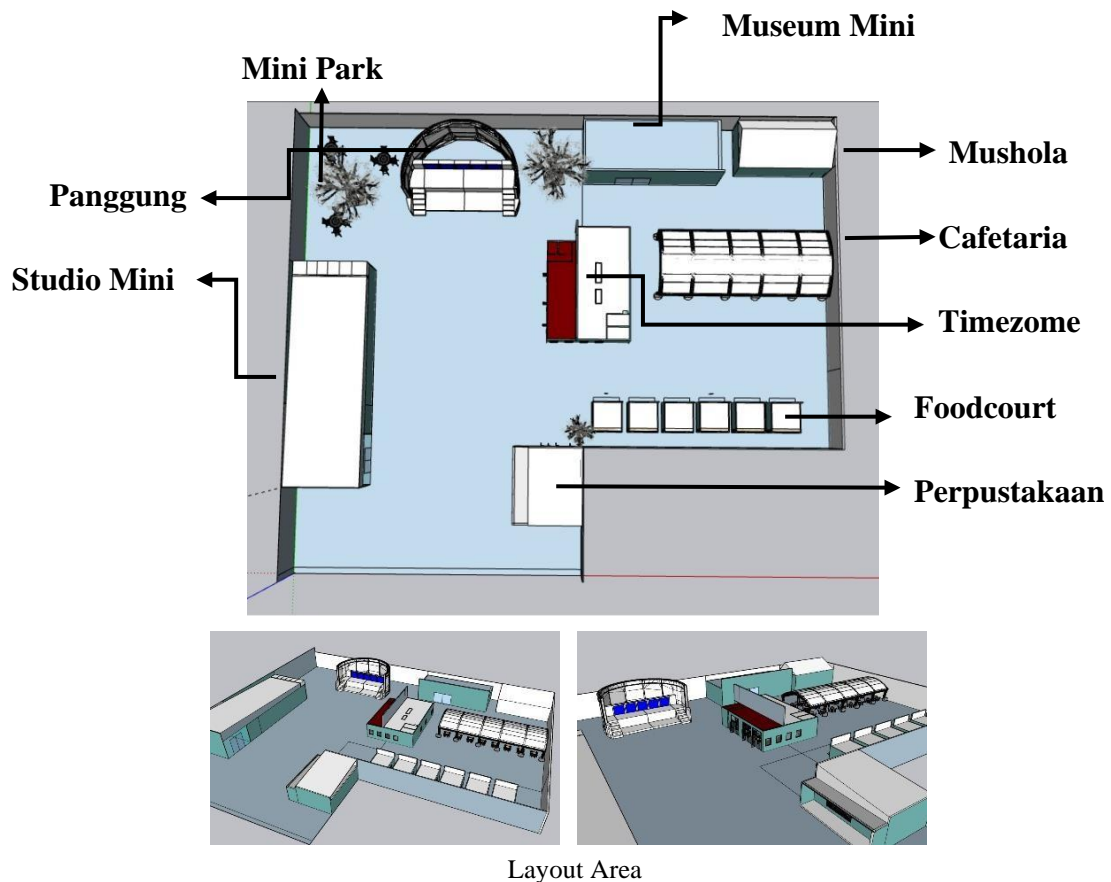 Museum Mini
Mini Park
Mushola
Panggung
Cafetaria
Studio Mini
Timezome
Foodcourt
Perpustakaan
Layout Area